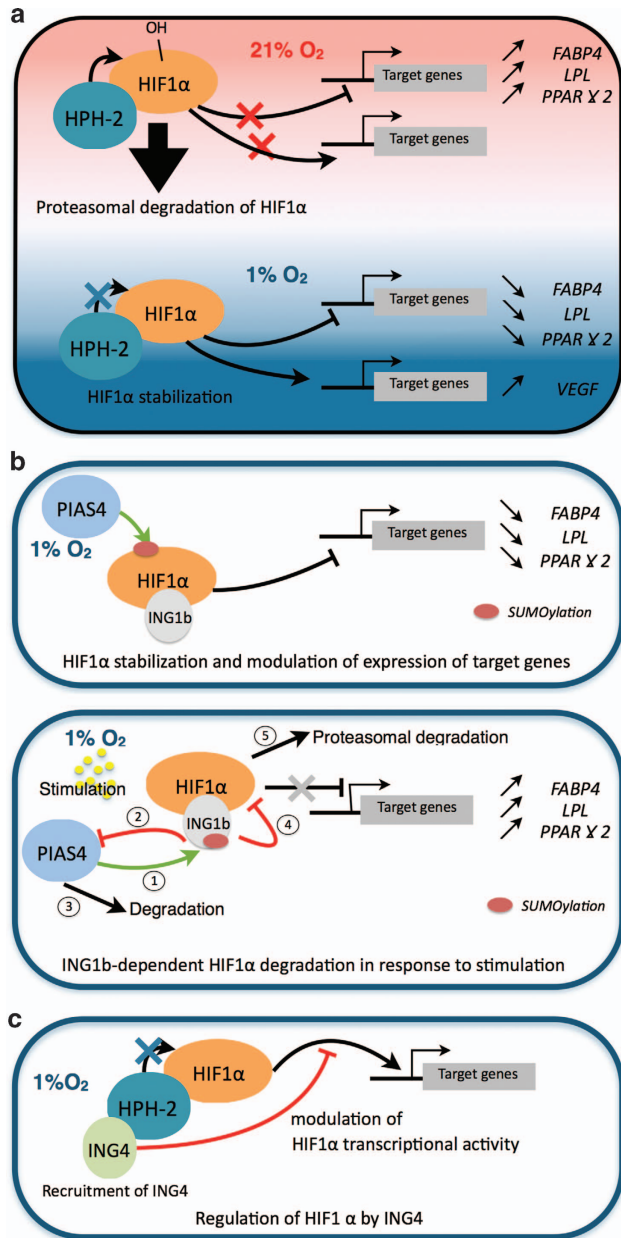 a
OH
HIF1α
HPH-2
21% O₂
Target genes
FABP4
LPL
PPAR ɣ 2
Target genes
Proteasomal degradation of HIF1α
1% O₂
HIF1α
HPH-2
Target genes
FABP4
LPL
PPAR ɣ 2
HIF1α stabilization
Target genes
VEGF
b
PIAS4
1% O₂
HIF1α
ING1b
Target genes
FABP4
LPL
PPAR ɣ 2
SUMOylation
HIF1α stabilization and modulation of expression of target genes
1% O₂
Stimulation
5
Proteasomal degradation
HIF1α
ING1b
2
4
PIAS4
1
3
Degradation
Target genes
FABP4
LPL
PPAR ɣ 2
SUMOylation
ING1b-dependent HIF1α degradation in response to stimulation
c
1%O₂
HIF1α
HPH-2
ING4
Target genes
modulation of
HIF1α transcriptional activity
Recruitment of ING4
Regulation of HIF1 α by ING4